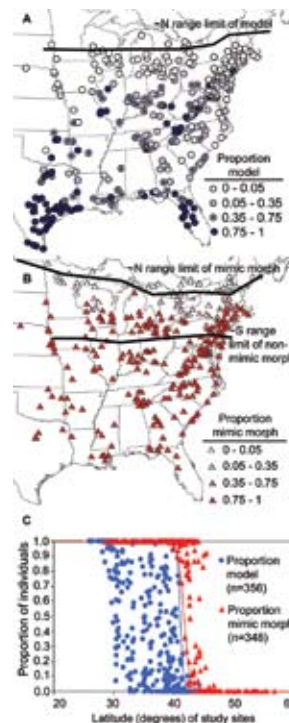 A
~N range limit of model
Proportion
model
0 - 0.05
0.05 - 0.35
0.35 - 0.75
0.75 - 1
~N range limit of mimic morph
B
~S range
limit of
non-
mimic morph
Proportion
mimic morph
0 - 0.05
0.05 - 0.35
0.35 - 0.75
0.75 - 1
C
Proportion of individuals
1.0
0.9
0.8
0.7
0.6
0.5
0.4
0.3
0.2
0.1
0.0
Proportion
model
(n=356)
Proportion
mimic morph
(n=348)
20 30 40 50 60
Latitude (degrees) of study sites